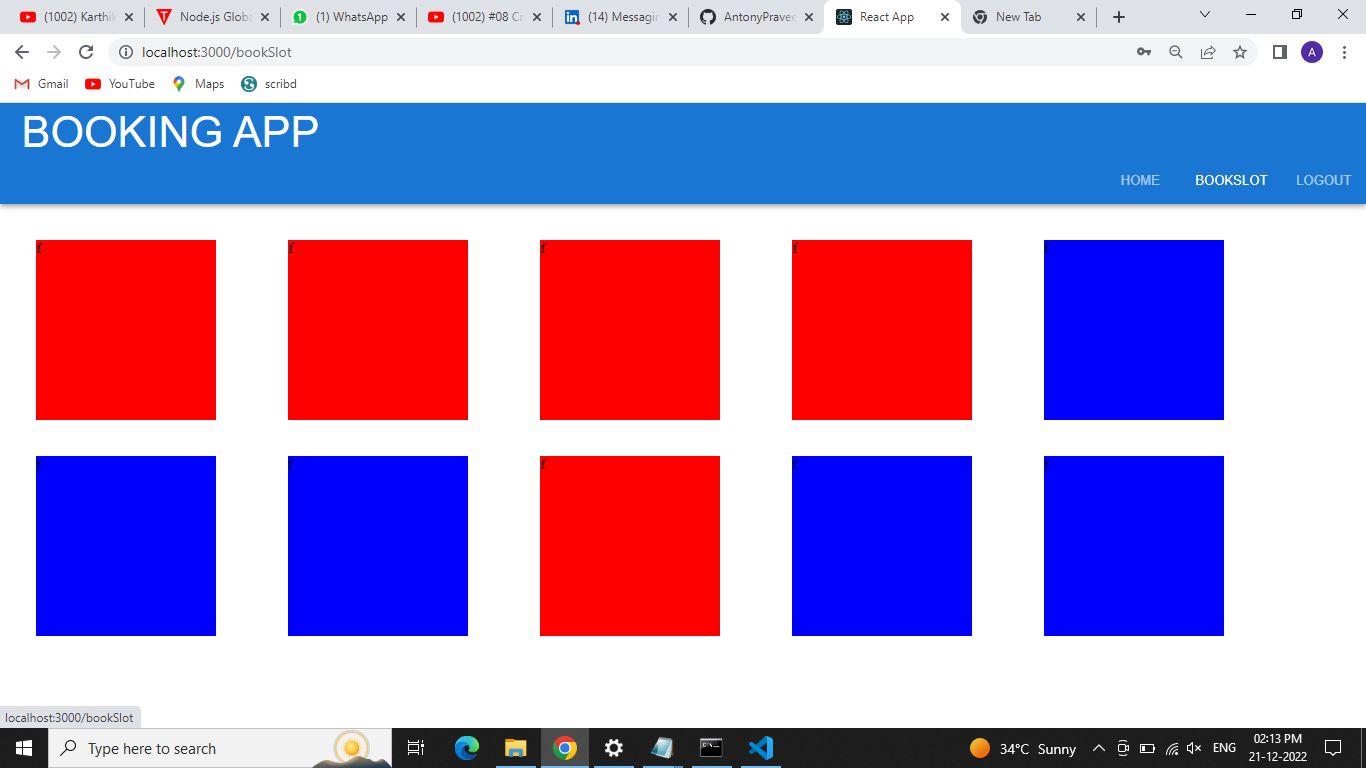 (1002) Karthik
Node.js Globa
(1) WhatsApp
(1002) #08 Cr
(14) Messagin
AntonyPravee
React App
New Tab
localhost:3000/bookSlot
A
Gmail
YouTube
Maps
scribd
BOOKING APP
HOME
BOOKSLOT
LOGOUT
f
f
f
f
f
f
f
f
f
f
localhost:3000/bookSlot
Type here to search
34°C Sunny
ENG
02:13 PM
21-12-2022